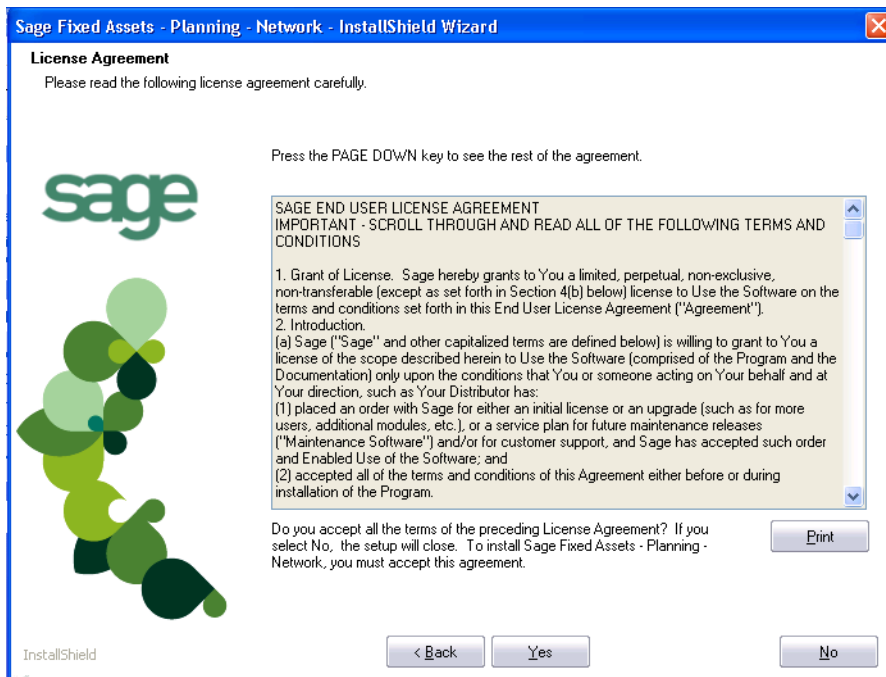 Sage Fixed Assets - Planning - Network - InstallShield Wizard
License Agreement
Please read the following license agreement carefully.
Press the PAGE DOWN key to see the rest of the agreement.
sage
SAGE END USER LICENSE AGREEMENT
IMPORTANT - SCROLL THROUGH AND READ ALL OF THE FOLLOWING TERMS AND
CONDITIONS
1. Grant of License.  Sage hereby grants to You a limited, perpetual, non-exclusive,
non-transferable (except as set forth in Section 4(b) below) license to Use the Software on the
terms and conditions set forth in this End User License Agreement ("Agreement").
2. Introduction.
(a) Sage ("Sage" and other capitalized terms are defined below) is willing to grant to You a
license of the scope described herein to Use the Software (comprised of the Program and the
Documentation) only upon the conditions that You or someone acting on Your behalf and at
Your direction, such as Your Distributor has:
(1) placed an order with Sage for either an initial license or an upgrade (such as for more
users, additional modules, etc.), or a service plan for future maintenance releases
("Maintenance Software") and/or for customer support, and Sage has accepted such order
and Enabled Use of the Software; and
(2) accepted all of the terms and conditions of this Agreement either before or during
installation of the Program.
Do you accept all the terms of the preceding License Agreement?  If you
select No,  the setup will close.  To install Sage Fixed Assets - Planning -
Network, you must accept this agreement.
Print
InstallShield
< Back
Yes
No